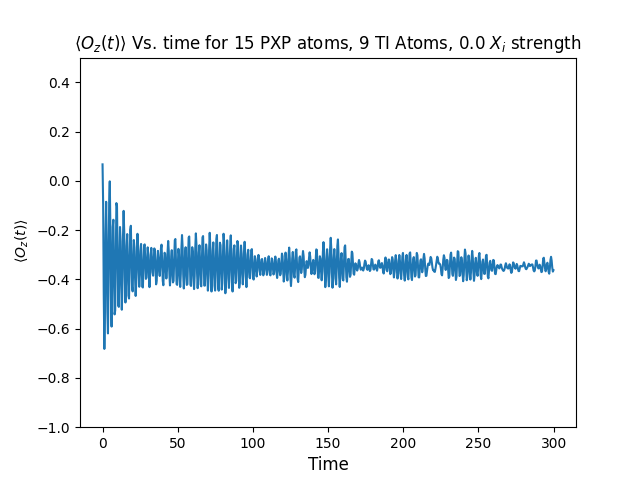 ⟨O_z(t)⟩ Vs. time for 15 PXP atoms, 9 TI Atoms, 0.0 X_i strength
0.4
0.2
0.0
−0.2
−0.4
−0.6
−0.8
−1.0
⟨O_z(t)⟩
0 50 100 150 200 250 300
Time